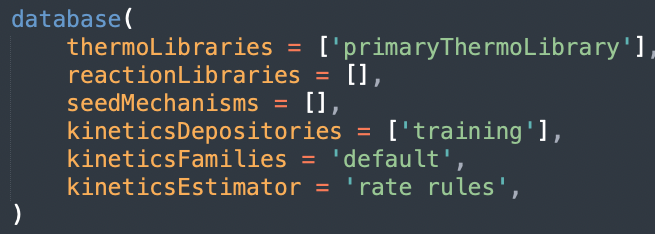 database(
    thermoLibraries = ['primaryThermoLibrary'],
    reactionLibraries = [],
    seedMechanisms = [],
    kineticsDepositories = ['training'],
    kineticsFamilies = 'default',
    kineticsEstimator = 'rate rules',
)